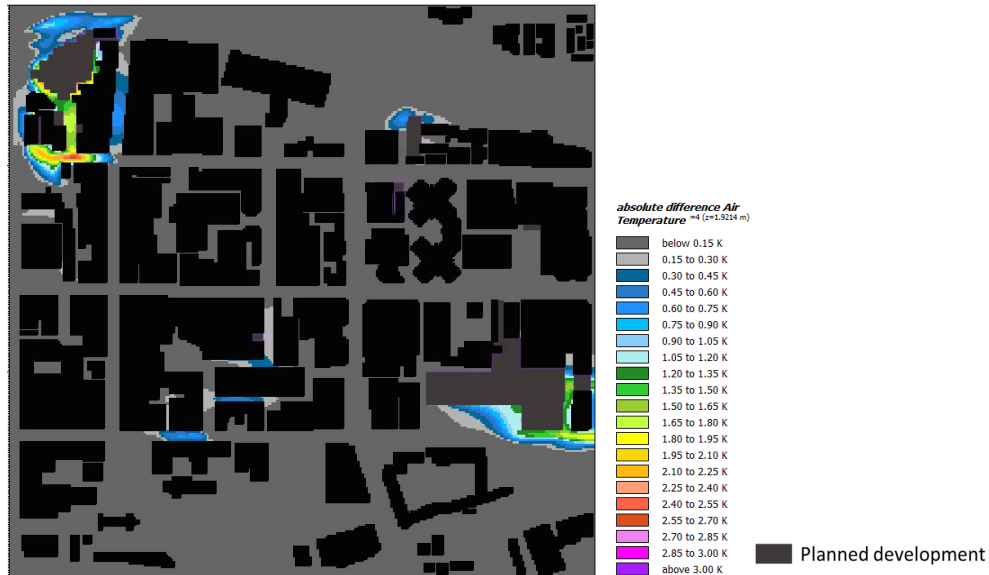 absolute difference Air
Temperature =4 (z=1.9214 m)
below 0.15 K
0.15 to 0.30 K
0.30 to 0.45 K
0.45 to 0.60 K
0.60 to 0.75 K
0.75 to 0.90 K
0.90 to 1.05 K
1.05 to 1.20 K
1.20 to 1.35 K
1.35 to 1.50 K
1.50 to 1.65 K
1.65 to 1.80 K
1.80 to 1.95 K
1.95 to 2.10 K
2.10 to 2.25 K
2.25 to 2.40 K
2.40 to 2.55 K
2.55 to 2.70 K
2.70 to 2.85 K
2.85 to 3.00 K
above 3.00 K
Planned development